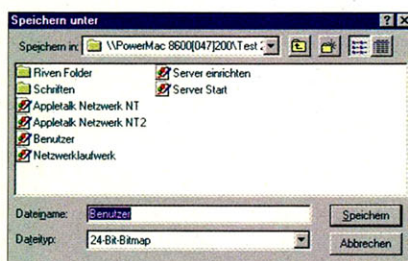 Speichern unter
Speichern in: \\PowerMac 8600[047]200\Test 2
Riven Folder
Schriften
Appletalk Netzwerk NT
Appletalk Netzwerk NT2
Benutzer
Netzwerklaufwerk
Server einrichten
Server Start
Dateiname: Benutzer
Speichern
Dateityp: 24-Bit-Bitmap
Abbrechen